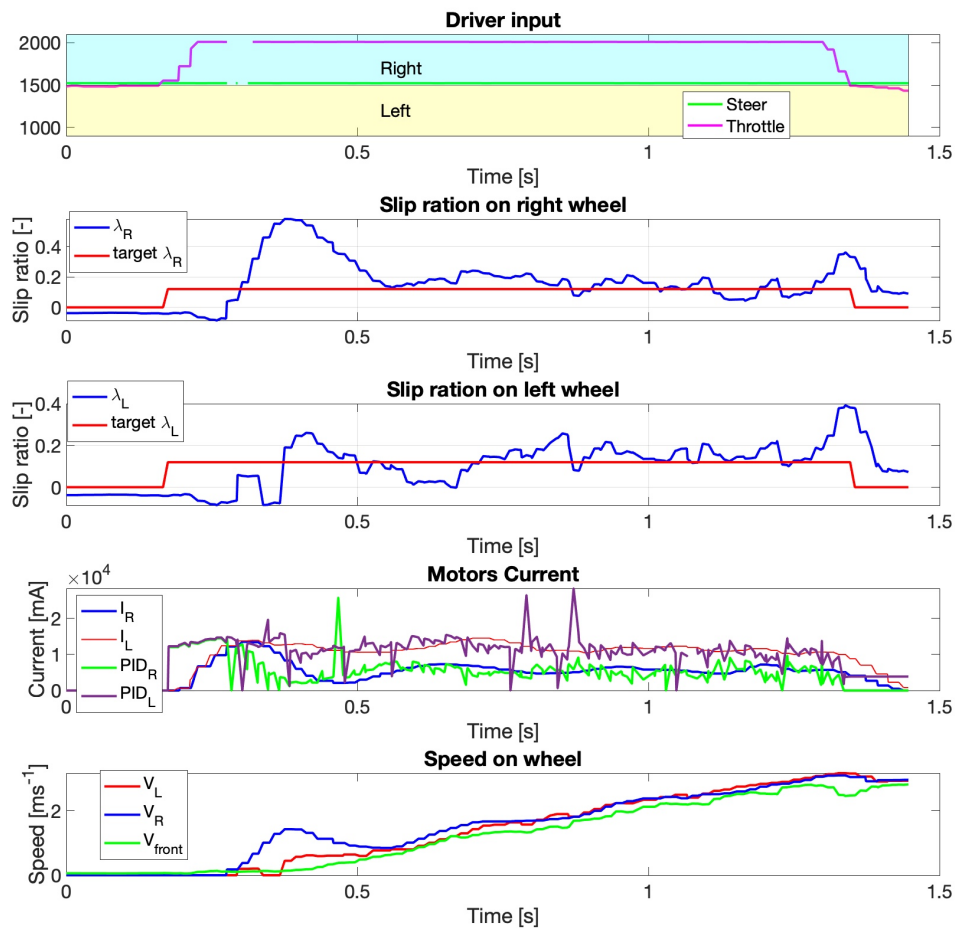 Driver input
2000
1500
1000
Right
Left
Steer
Throttle
0
0.5
1
1.5
Time [s]
Slip ration on right wheel
Slip ratio [-]
0.4
0.2
0
λR
target λR
0
0.5
1
1.5
Time [s]
Slip ration on left wheel
Slip ratio [-]
0.4
0.2
0
λL
target λL
0
0.5
1
1.5
Time [s]
Motors Current
×10⁴
Current [mA]
2
1
0
IR
IL
PIDR
PIDL
0
0.5
1
1.5
Time [s]
Speed on wheel
Speed [ms⁻¹]
2
0
VL
VR
Vfront
0
0.5
1
1.5
Time [s]